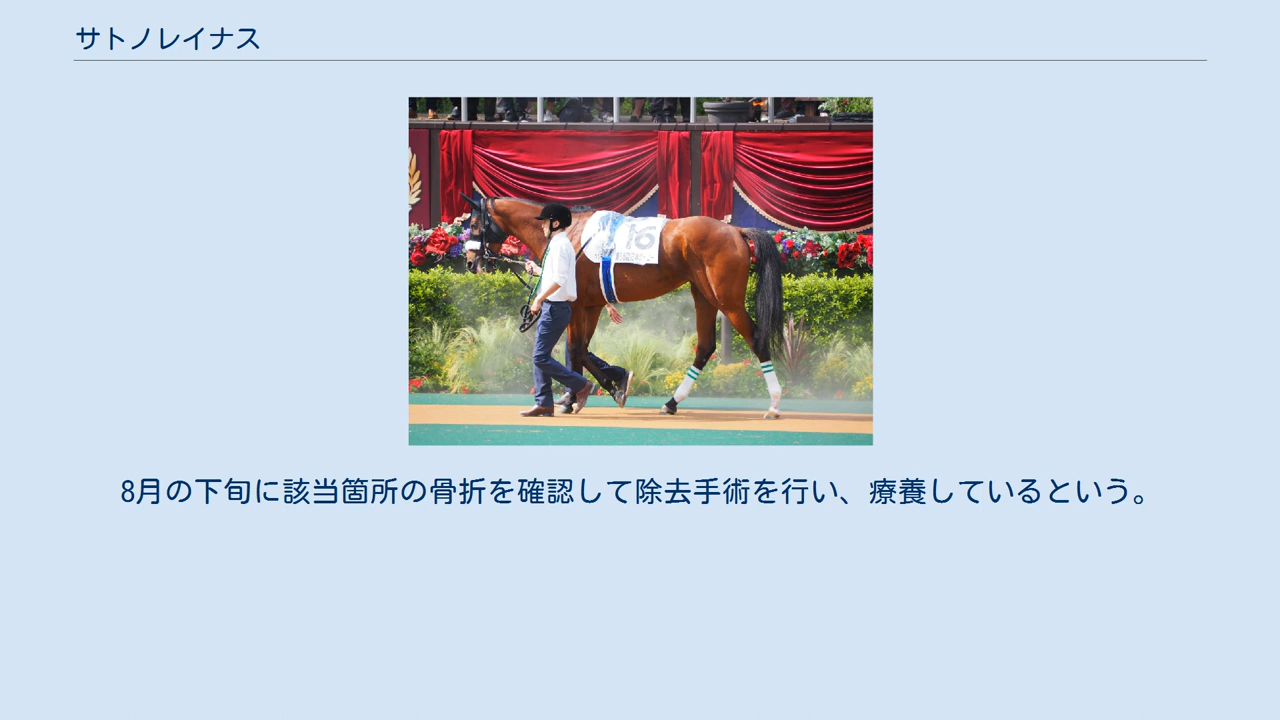 サトノレイナス
16
8月の下旬に該当箇所の骨折を確認して除去手術を行い、療養しているという。